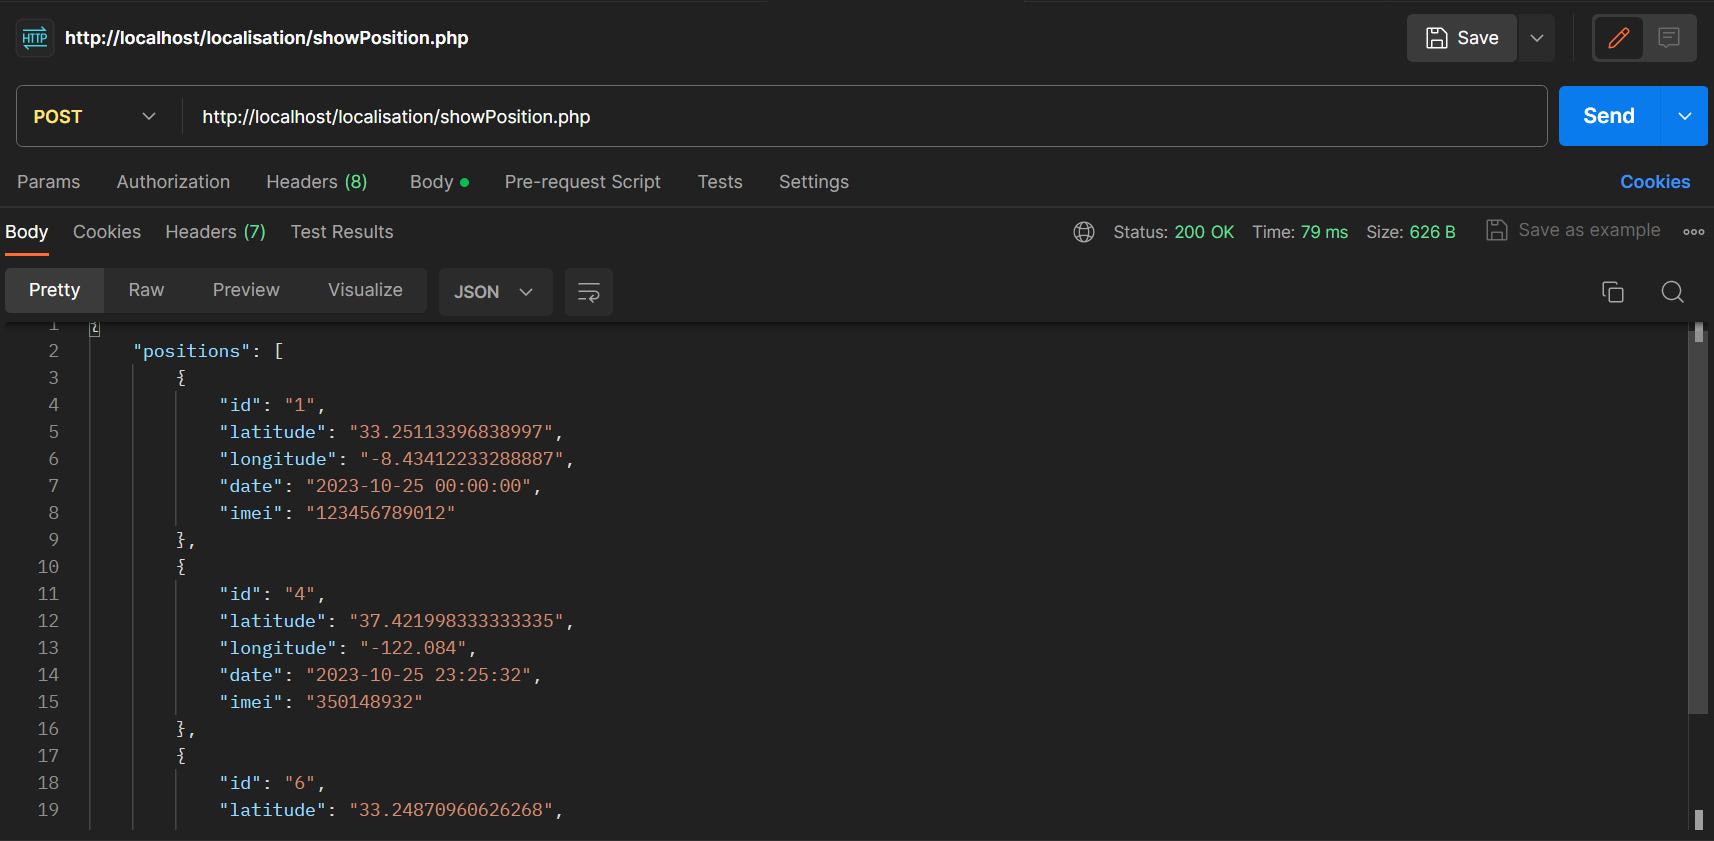 HTTP http://localhost/localisation/showPosition.php Save
POST http://localhost/localisation/showPosition.php Send
Params Authorization Headers (8) Body Pre-request Script Tests Settings Cookies
Body Cookies Headers (7) Test Results Status: 200 OK Time: 79 ms Size: 626 B Save as example
Pretty Raw Preview Visualize JSON
1 {
2 "positions": [
3 {
4 "id": "1",
5 "latitude": "33.25113396838997",
6 "longitude": "-8.43412233288887",
7 "date": "2023-10-25 00:00:00",
8 "imei": "123456789012"
9 },
10 {
11 "id": "4",
12 "latitude": "37.421998333333335",
13 "longitude": "-122.084",
14 "date": "2023-10-25 23:25:32",
15 "imei": "350148932"
16 },
17 {
18 "id": "6",
19 "latitude": "33.24870960626268",